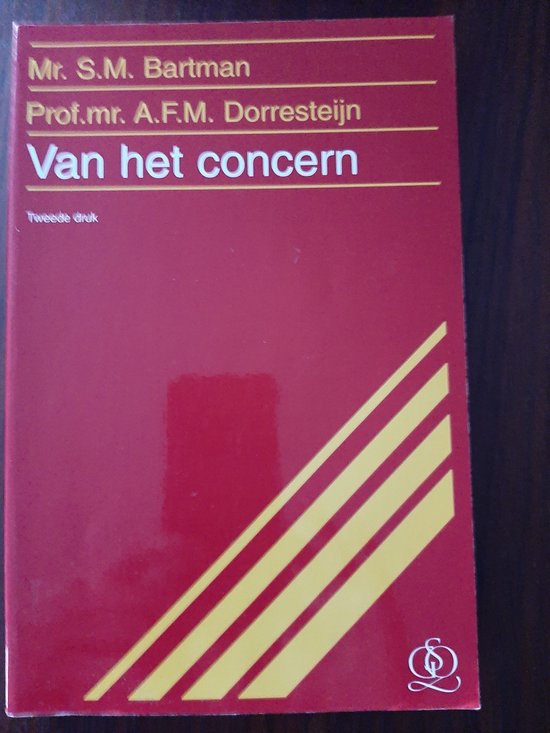 Mr. S.M. Bartman
Prof.mr. A.F.M. Dorresteijn
Van het concern
Tweede druk